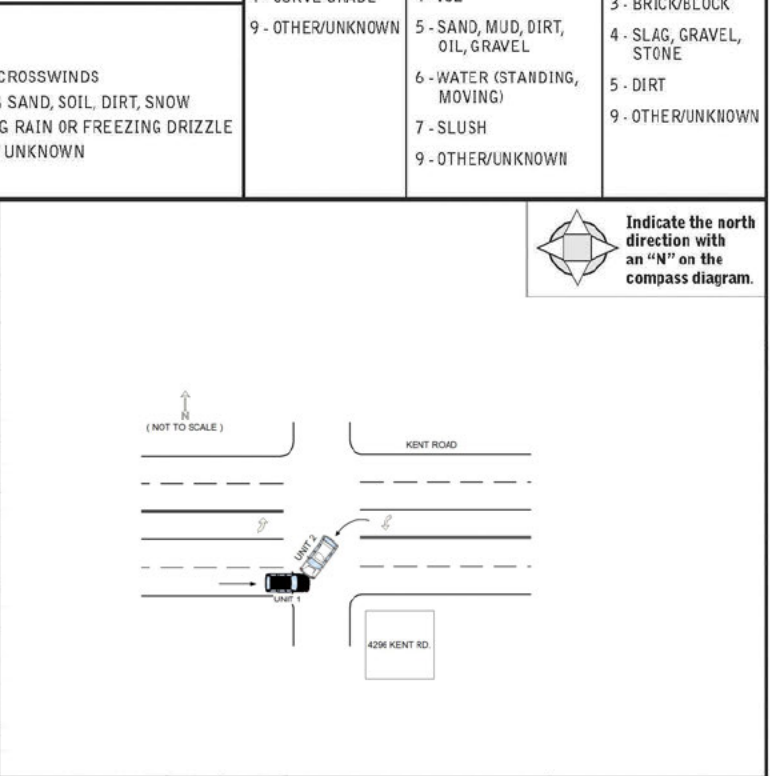 9 - OTHER/UNKNOWN
CROSSWINDS
SAND, SOIL, DIRT, SNOW
RAIN OR FREEZING DRIZZLE
UNKNOWN
5 - SAND, MUD, DIRT,
OIL, GRAVEL
6 - WATER (STANDING,
MOVING)
7 - SLUSH
9 - OTHER/UNKNOWN
3 - BRICK/BLOCK
4 - SLAG, GRAVEL,
STONE
5 - DIRT
9 - OTHER/UNKNOWN
Indicate the north
direction with
an “N” on the
compass diagram.
N
( NOT TO SCALE )
KENT ROAD
UNIT 2
UNIT 1
4296 KENT RD.